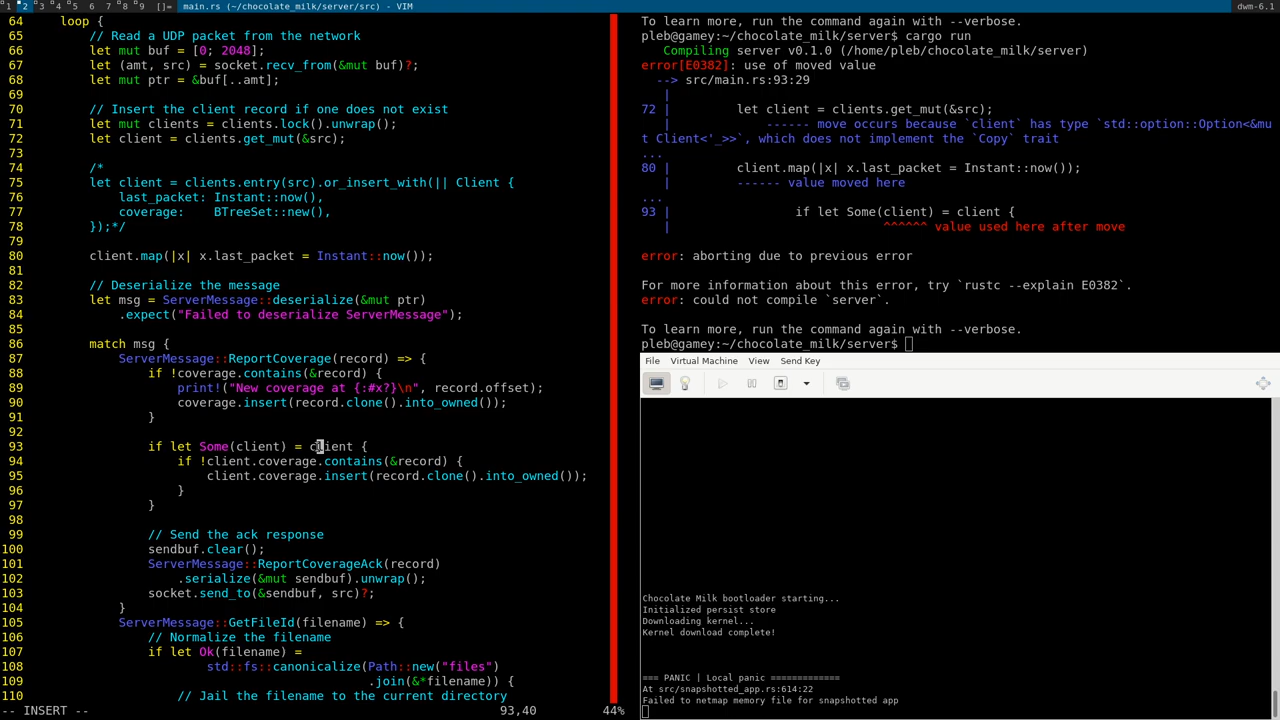 1 2 3 4 5 6 7 8 9 []= main.rs (~/chocolate_milk/server/src) - VIM dwm-6.1
64     loop {
65         // Read a UDP packet from the network
66         let mut buf = [0; 2048];
67         let (amt, src) = socket.recv_from(&mut buf)?;
68         let mut ptr = &buf[..amt];
69
70         // Insert the client record if one does not exist
71         let mut clients = clients.lock().unwrap();
72         let client = clients.get_mut(&src);
73
74         /*
75         let client = clients.entry(src).or_insert_with(|| Client {
76             last_packet: Instant::now(),
77             coverage:    BTreeSet::new(),
78         });*/
79
80         client.map(|x| x.last_packet = Instant::now());
81
82         // Deserialize the message
83         let msg = ServerMessage::deserialize(&mut ptr)
84             .expect("Failed to deserialize ServerMessage");
85
86         match msg {
87             ServerMessage::ReportCoverage(record) => {
88                 if !coverage.contains(&record) {
89                     print!("New coverage at {:#x?}\n", record.offset);
90                     coverage.insert(record.clone().into_owned());
91                 }
92
93                 if let Some(client) = client {
94                     if !client.coverage.contains(&record) {
95                         client.coverage.insert(record.clone().into_owned());
96                     }
97                 }
98
99                 // Send the ack response
100                 sendbuf.clear();
101                 ServerMessage::ReportCoverageAck(record)
102                     .serialize(&mut sendbuf).unwrap();
103                 socket.send_to(&sendbuf, src)?;
104             }
105             ServerMessage::GetFileId(filename) => {
106                 // Normalize the filename
107                 if let Ok(filename) =
108                         std::fs::canonicalize(Path::new("files")
109                                               .join(&*filename)) {
110                     // Jail the filename to the current directory
-- INSERT -- 93,40 44%
To learn more, run the command again with --verbose.
pleb@gamey:~/chocolate_milk/server$ cargo run
   Compiling server v0.1.0 (/home/pleb/chocolate_milk/server)
error[E0382]: use of moved value
  --> src/main.rs:93:29
   |
72 |         let client = clients.get_mut(&src);
   |             ------ move occurs because `client` has type `std::option::Option<&mu
t Client<'_>>`, which does not implement the `Copy` trait
...
80 |         client.map(|x| x.last_packet = Instant::now());
   |         ------ value moved here
...
93 |                 if let Some(client) = client {
   |                             ^^^^^^ value used here after move

error: aborting due to previous error

For more information about this error, try `rustc --explain E0382`.
error: could not compile `server`.

To learn more, run the command again with --verbose.
pleb@gamey:~/chocolate_milk/server$
File Virtual Machine View Send Key
Chocolate Milk bootloader starting...
Initialized persist store
Downloading kernel...
Kernel download complete!
=== PANIC | Local panic =============
At src/snapshotted_app.rs:614:22
Failed to netmap memory file for snapshotted app